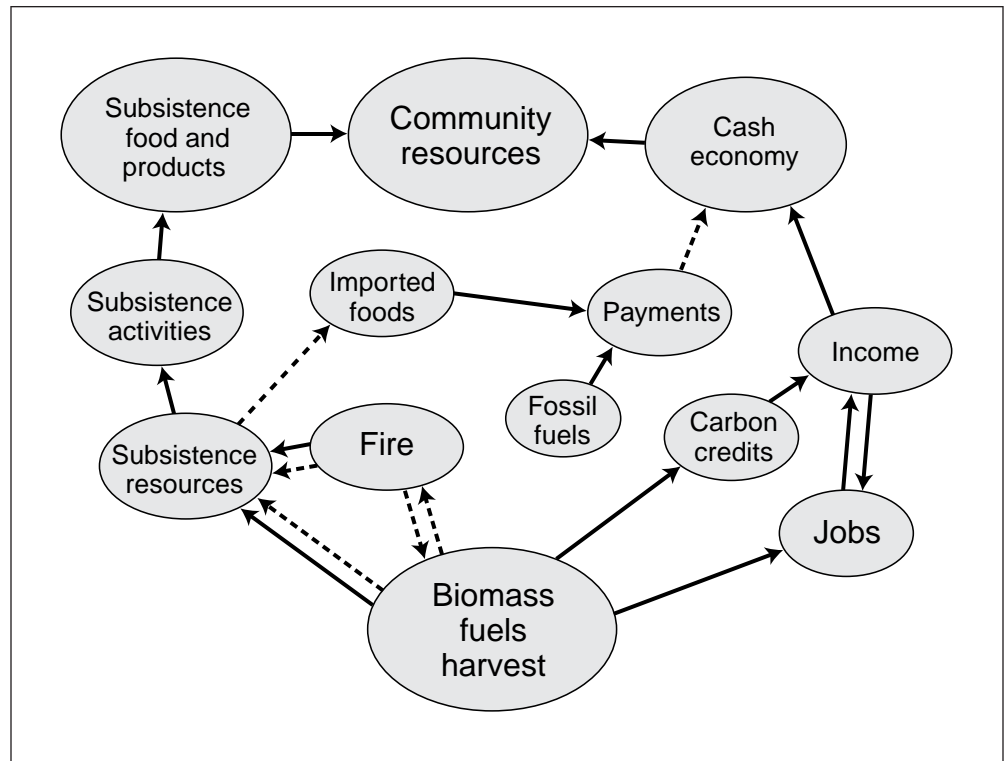 Subsistence
food and
products
Community
resources
Cash
economy
Subsistence
activities
Imported
foods
Payments
Income
Fossil
fuels
Carbon
credits
Subsistence
resources
Fire
Jobs
Biomass
fuels
harvest